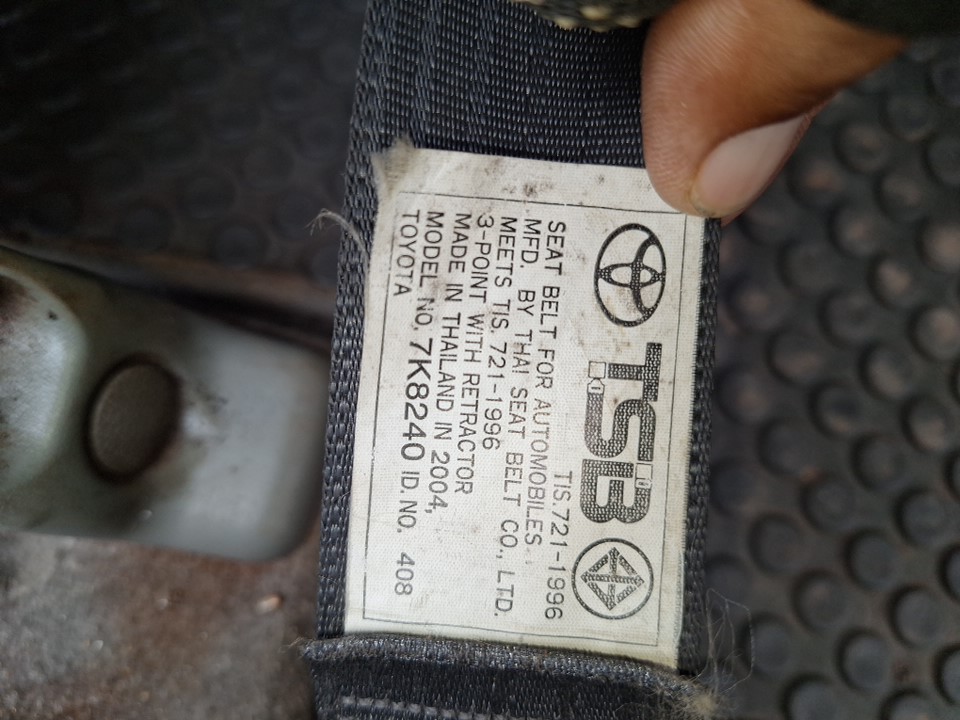 TSB
TIS.721-1996
SEAT BELT FOR AUTOMOBILES
MFD. BY THAI SEAT BELT CO., LTD.
MEETS TIS. 721-1996
3-POINT WITH RETRACTOR
MADE IN THAILAND IN 2004,
MODEL NO. 7K8240 ID. NO. 408
TOYOTA